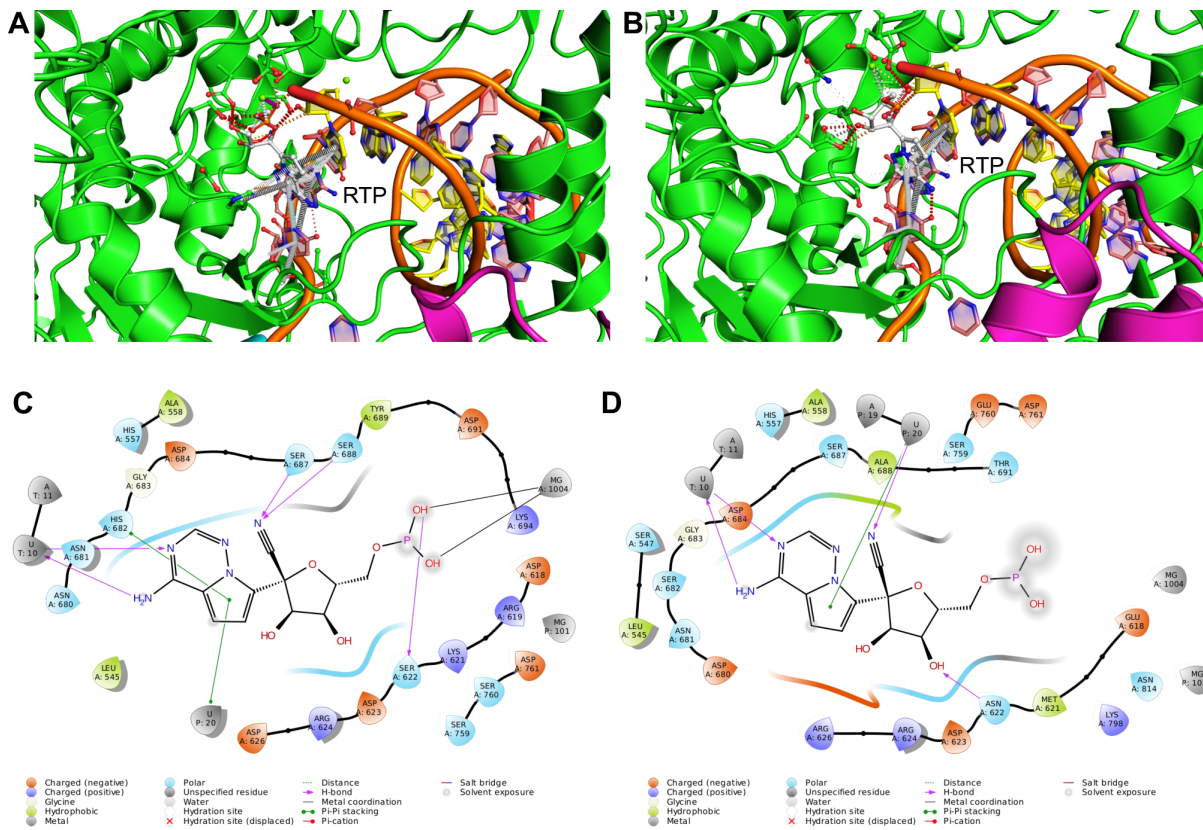 A
RTP
B
RTP
C
ALA
A: 558
HIS
A: 557
ASP
A: 684
GLY
A: 683
HIS
A: 682
A
T: 11
U
T: 10
ASN
A: 681
ASN
A: 680
LEU
A: 545
SER
A: 687
SER
A: 688
TYR
A: 689
ASP
A: 691
MG
A: 1004
LYS
A: 694
N
N
N
N
N
H2N
O
O
P
OH
OH
HO
OH
ASP
A: 618
ARG
A: 619
MG
P: 101
LYS
A: 621
SER
A: 622
ASP
A: 761
SER
A: 760
SER
A: 759
ASP
A: 623
ARG
A: 624
ASP
A: 626
U
P: 20
D
A
P: 19
U
P: 20
GLU
A: 760
ASP
A: 761
SER
A: 759
THR
A: 691
ALA
A: 558
HIS
A: 557
SER
A: 687
ALA
A: 688
A
T: 11
U
T: 10
ASP
A: 684
GLY
A: 683
SER
A: 547
SER
A: 682
LEU
A: 545
ASN
A: 681
ASP
A: 680
N
N
N
N
N
H2N
O
O
P
OH
OH
HO
OH
MG
A: 1004
GLU
A: 618
ASN
A: 814
LYS
A: 798
MET
A: 621
ASN
A: 622
ASP
A: 623
ARG
A: 624
ARG
A: 626
Charged (negative)
Charged (positive)
Glycine
Hydrophobic
Metal
Polar
Unspecified residue
Water
Hydration site
Hydration site (displaced)
Distance
H-bond
Metal coordination
Pi-Pi stacking
Pi-cation
Salt bridge
Solvent exposure
Charged (negative)
Charged (positive)
Glycine
Hydrophobic
Metal
Polar
Unspecified residue
Water
Hydration site
Hydration site (displaced)
Distance
H-bond
Metal coordination
Pi-Pi stacking
Pi-cation
Salt bridge
Solvent exposure